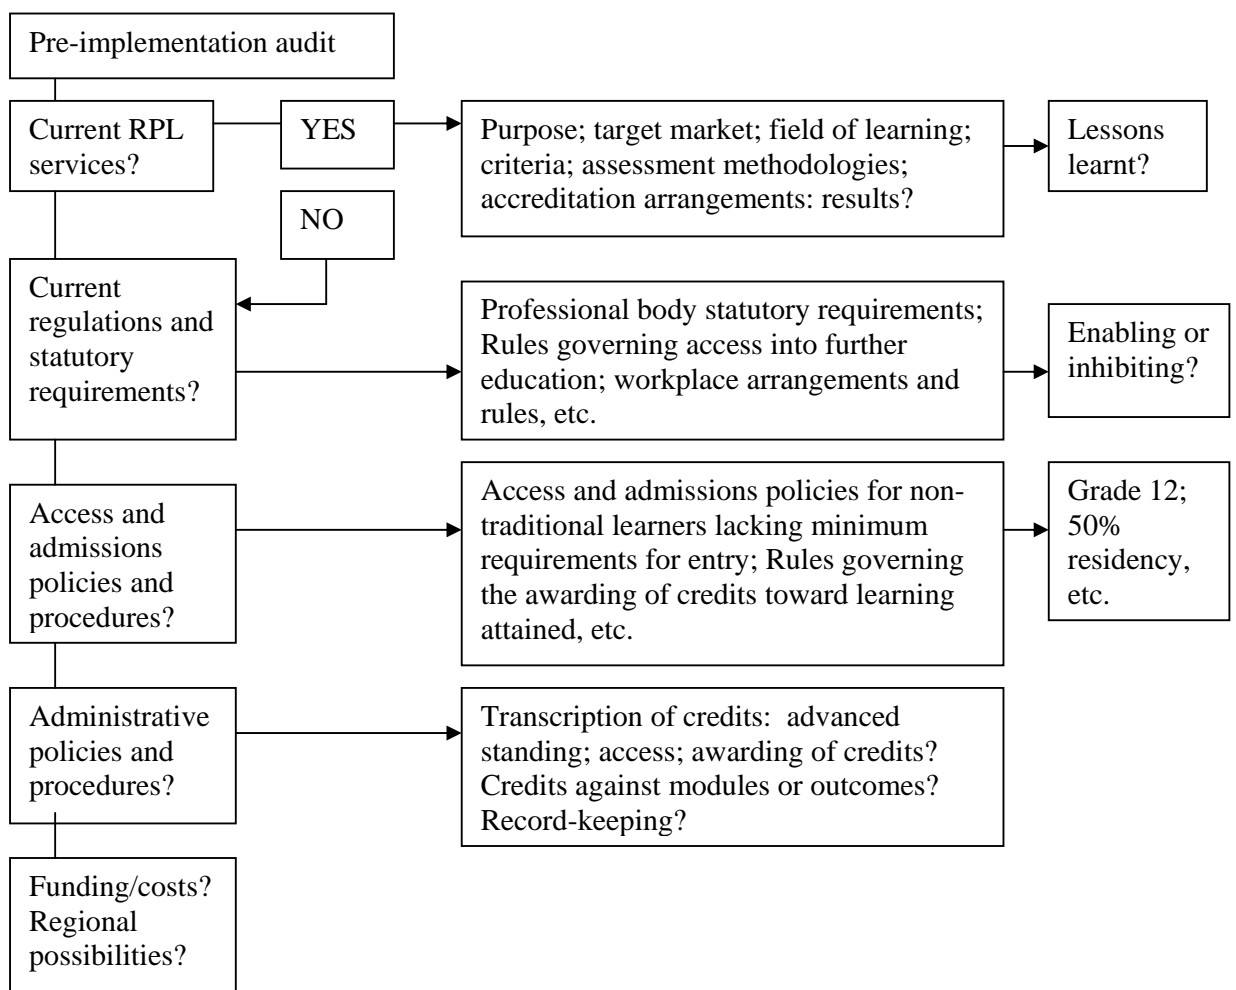 Pre-implementation audit
Current RPL
services?
YES
Purpose; target market; field of learning;
criteria; assessment methodologies;
accreditation arrangements: results?
Lessons
learnt?
NO
Current
regulations and
statutory
requirements?
Professional body statutory requirements;
Rules governing access into further
education; workplace arrangements and
rules, etc.
Enabling or
inhibiting?
Access and
admissions
policies and
procedures?
Access and admissions policies for non-
traditional learners lacking minimum
requirements for entry; Rules governing
the awarding of credits toward learning
attained, etc.
Grade 12;
50%
residency,
etc.
Administrative
policies and
procedures?
Transcription of credits:  advanced
standing; access; awarding of credits?
Credits against modules or outcomes?
Record-keeping?
Funding/costs?
Regional
possibilities?